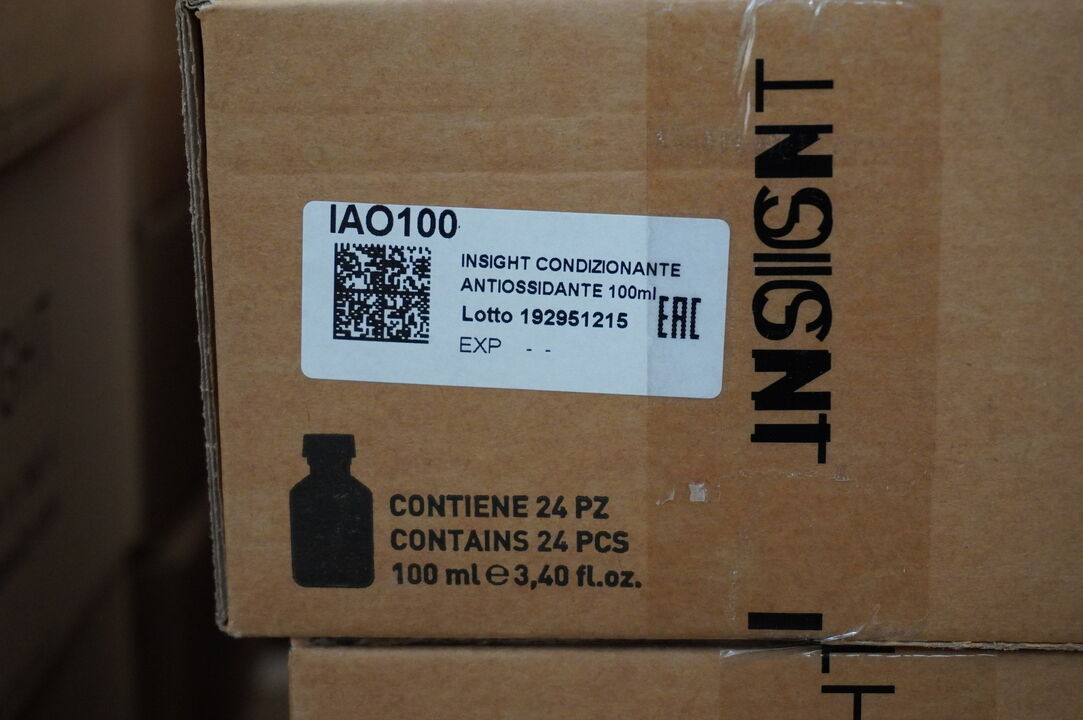 IAO100
INSIGHT CONDIZIONANTE
ANTIOSSIDANTE 100ml
Lotto 192951215
EXP - -
EAC
CONTIENE 24 PZ
CONTAINS 24 PCS
100 ml e 3,40 fl.oz.